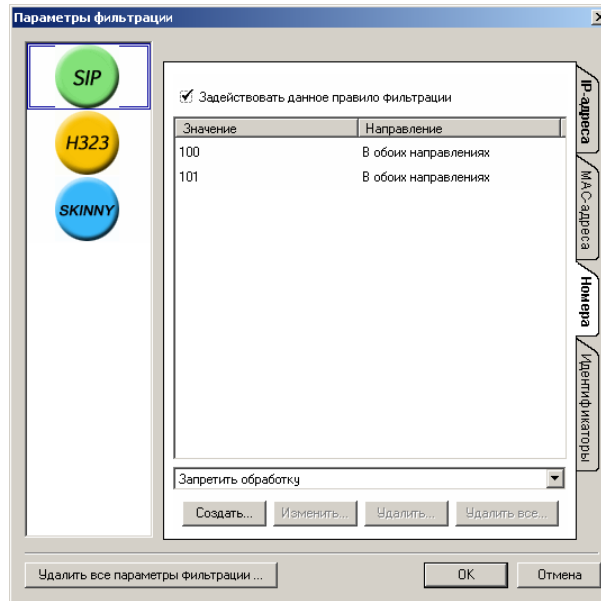 Параметры фильтрации
SIP
H323
SKINNY
Задействовать данное правило фильтрации
Значение Направление
100 В обоих направлениях
101 В обоих направлениях
Запретить обработку
Создать... Изменить... Удалить... Удалить все...
IP-адреса
MAC-адреса
Номера
Идентификаторы
Удалить все параметры фильтрации ... OK Отмена